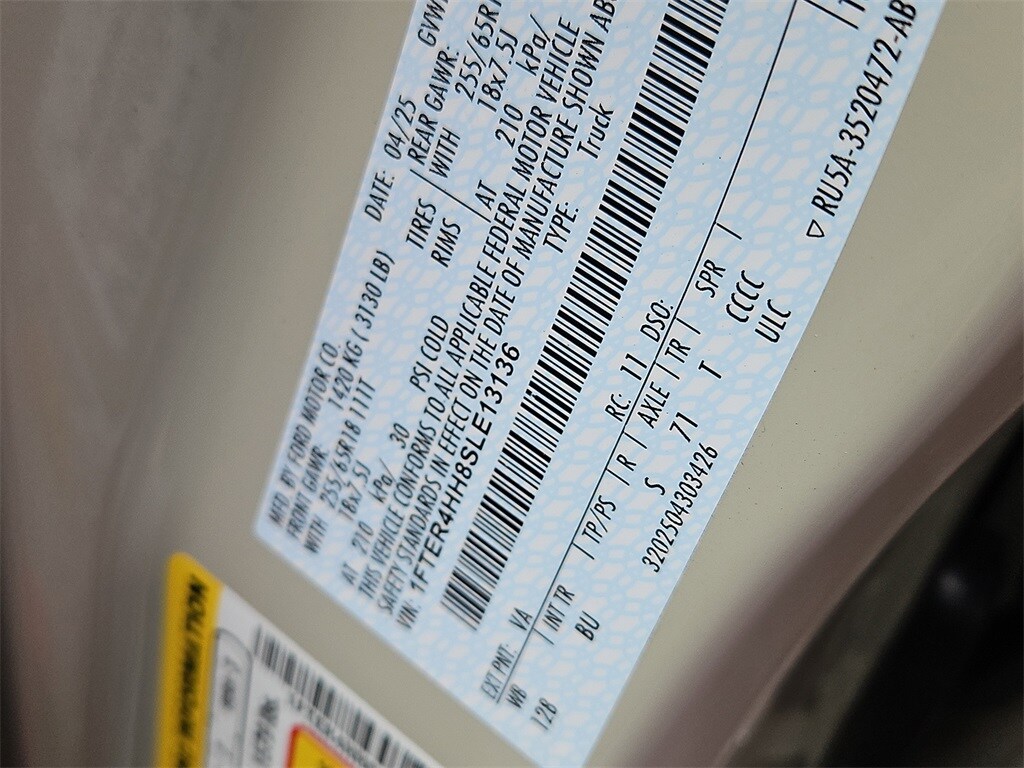 MFD BY FORD MOTOR CO. DATE: 04/25 GVW
FRONT GAWR: 1420 KG ( 3130 LB) REAR GAWR:
WITH 255/65R18 111T TIRES WITH 255/65R1
18x7.5J RIMS 18x7.5J
AT 210 kPa/ 30 PSI COLD AT 210 kPa/
THIS VEHICLE CONFORMS TO ALL APPLICABLE FEDERAL MOTOR VEHICLE
SAFETY STANDARDS IN EFFECT ON THE DATE OF MANUFACTURE SHOWN AB
VIN: 1FTER4HH8SLE13136 TYPE: Truck
EXT PNT: VA RC: 11 DSO:
WB INT TR TP/PS R AXLE TR SPR
128 BU S 71 T CCCC
3202504303426 ULC
▽ RU5A-3520472-AB
INFORMATION